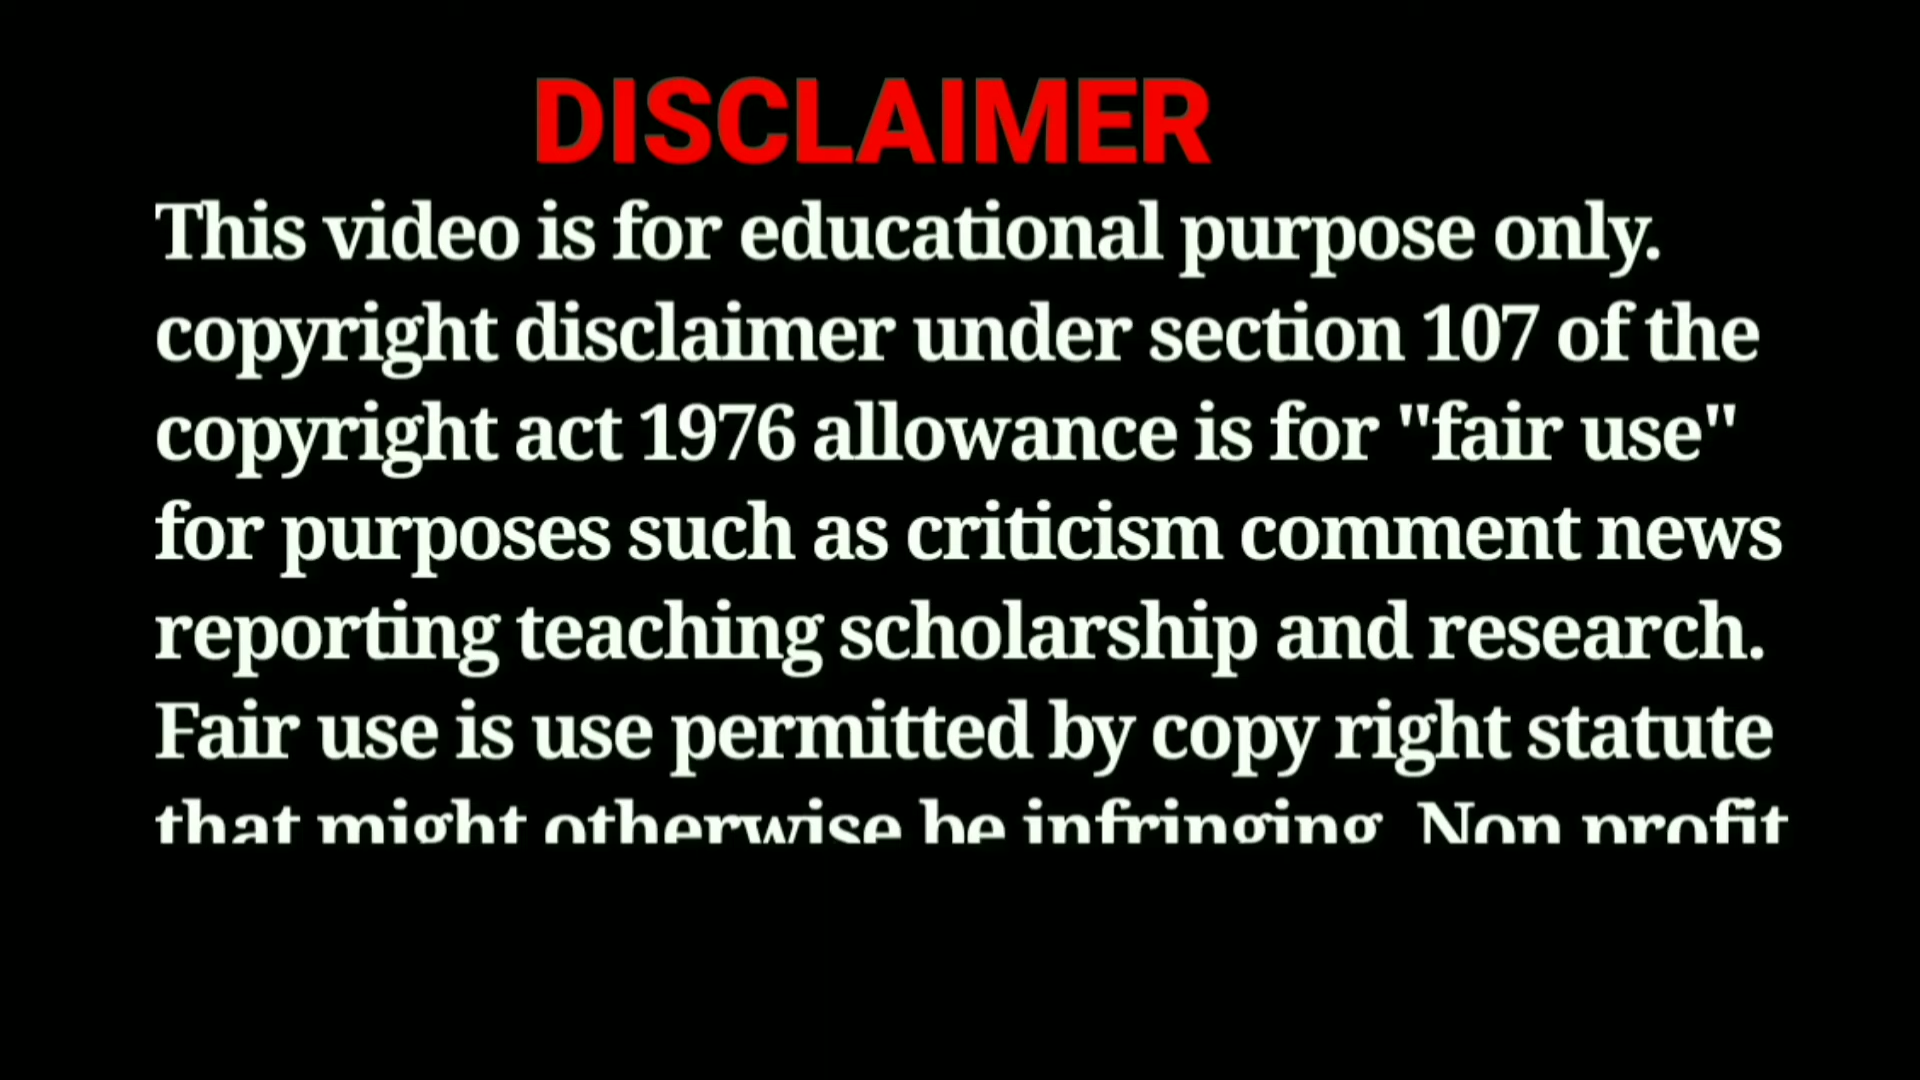 DISCLAIMER
This video is for educational purpose only.
copyright disclaimer under section 107 of the
copyright act 1976 allowance is for "fair use"
for purposes such as criticism comment news
reporting teaching scholarship and research.
Fair use is use permitted by copy right statute
that might otherwise be infringing. Non profit